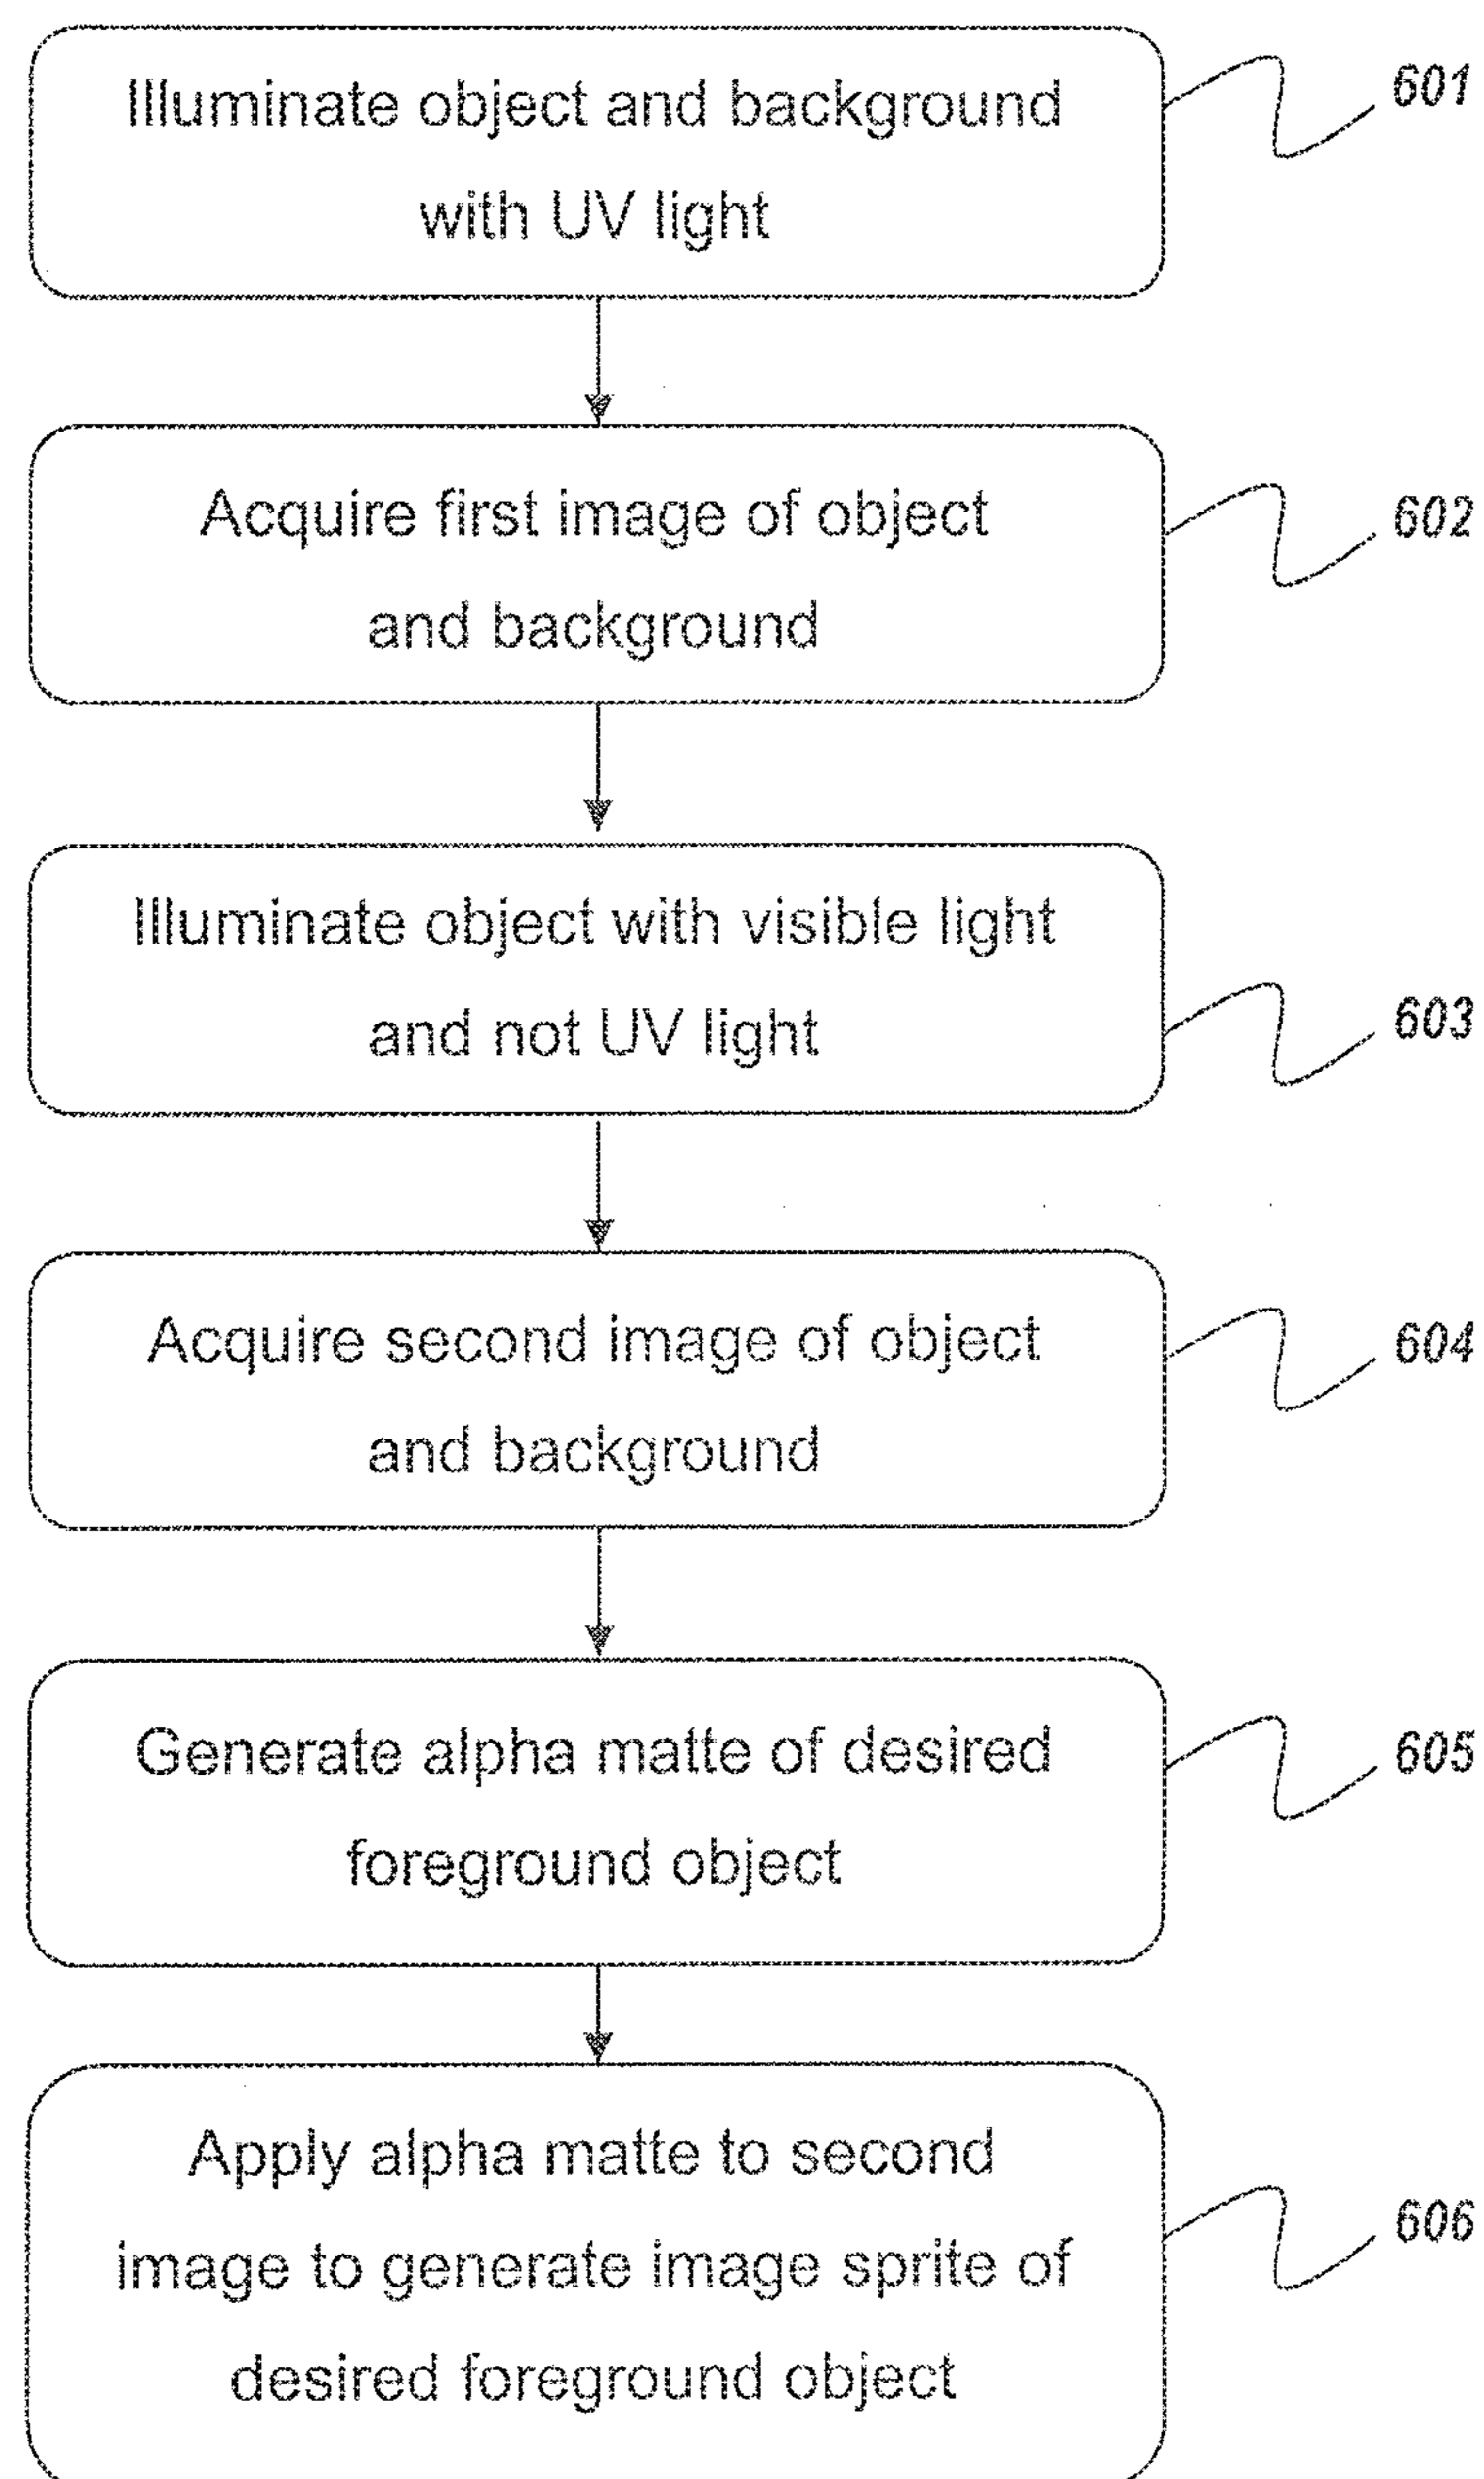 Illuminate object and background
with UV light
601
Acquire first image of object
and background
602
Illuminate object with visible light
and not UV light
603
Acquire second image of object
and background
604
Generate alpha matte of desired
foreground object
605
Apply alpha matte to second
image to generate image sprite of
desired foreground object
606